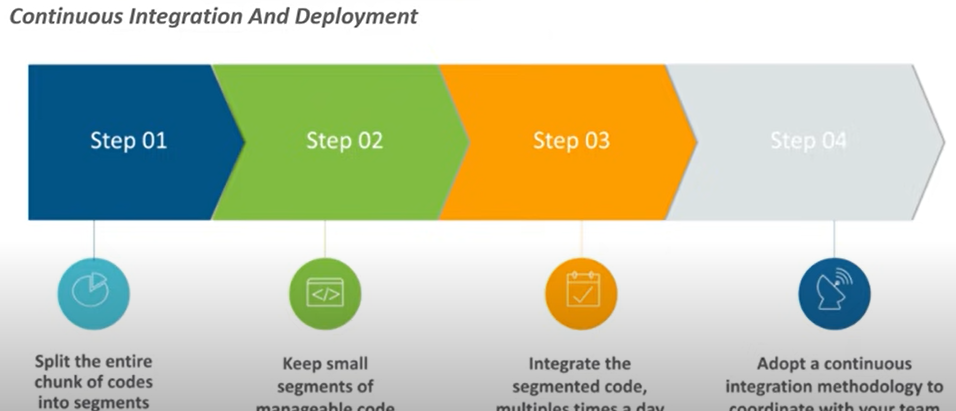 Continuous Integration And Deployment
Step 01
Step 02
Step 03
Step 04
</>
Split the entire
chunk of codes
into segments
Keep small
segments of
manageable code
Integrate the
segmented code,
multiples times a day
Adopt a continuous
integration methodology to
coordinate with your team